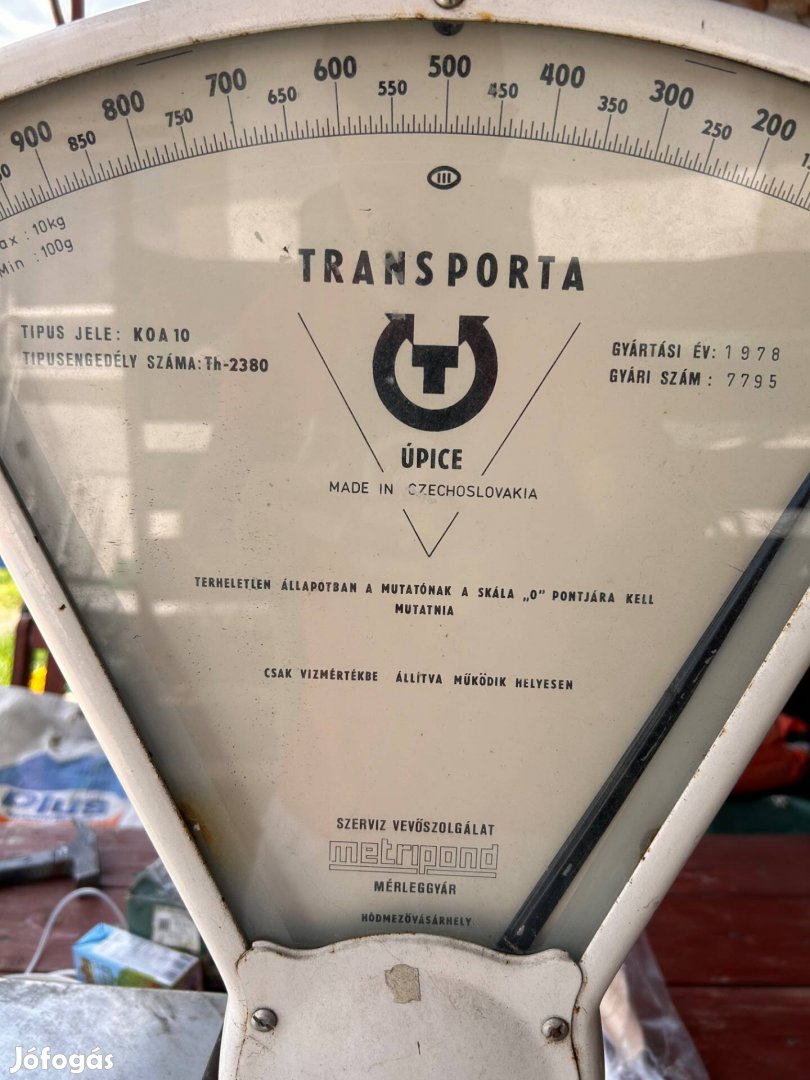 900 800 700 600 500 400 300 200
850 750 650 550 450 350 250
10kg
Min : 100g
TRANSPORTA
TIPUS JELE: KOA 10
TIPUSENGEDÉLY SZÁMA: Th-2380
GYÁRTÁSI ÉV: 1978
GYÁRI SZÁM: 7795
ÚPICE
MADE IN CZECHOSLOVAKIA
TERHELETLEN ÁLLAPOTBAN A MUTATÓNAK A SKÁLA „0” PONTJÁRA KELL
MUTATNIA
CSAK VIZMÉRTÉKBE ÁLLÍTVA MŰKÖDIK HELYESEN
SZERVIZ VEVŐSZOLGÁLAT
metripond
MÉRLEGGYÁR
HÓDMEZŐVÁSÁRHELY
Jófogás